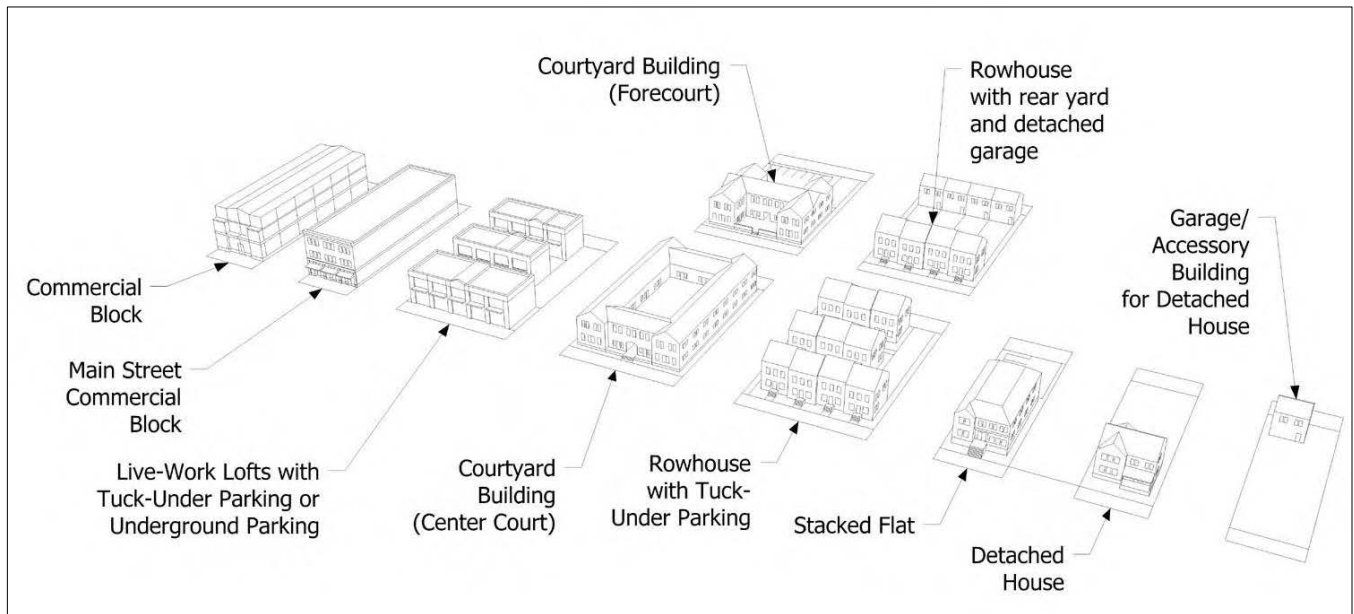 Courtyard Building
(Forecourt)
Rowhouse
with rear yard
and detached
garage
Garage/
Accessory
Building
for Detached
House
Commercial
Block
Main Street
Commercial
Block
Live-Work Lofts with
Tuck-Under Parking or
Underground Parking
Courtyard
Building
(Center Court)
Rowhouse
with Tuck-
Under Parking
Stacked Flat
Detached
House